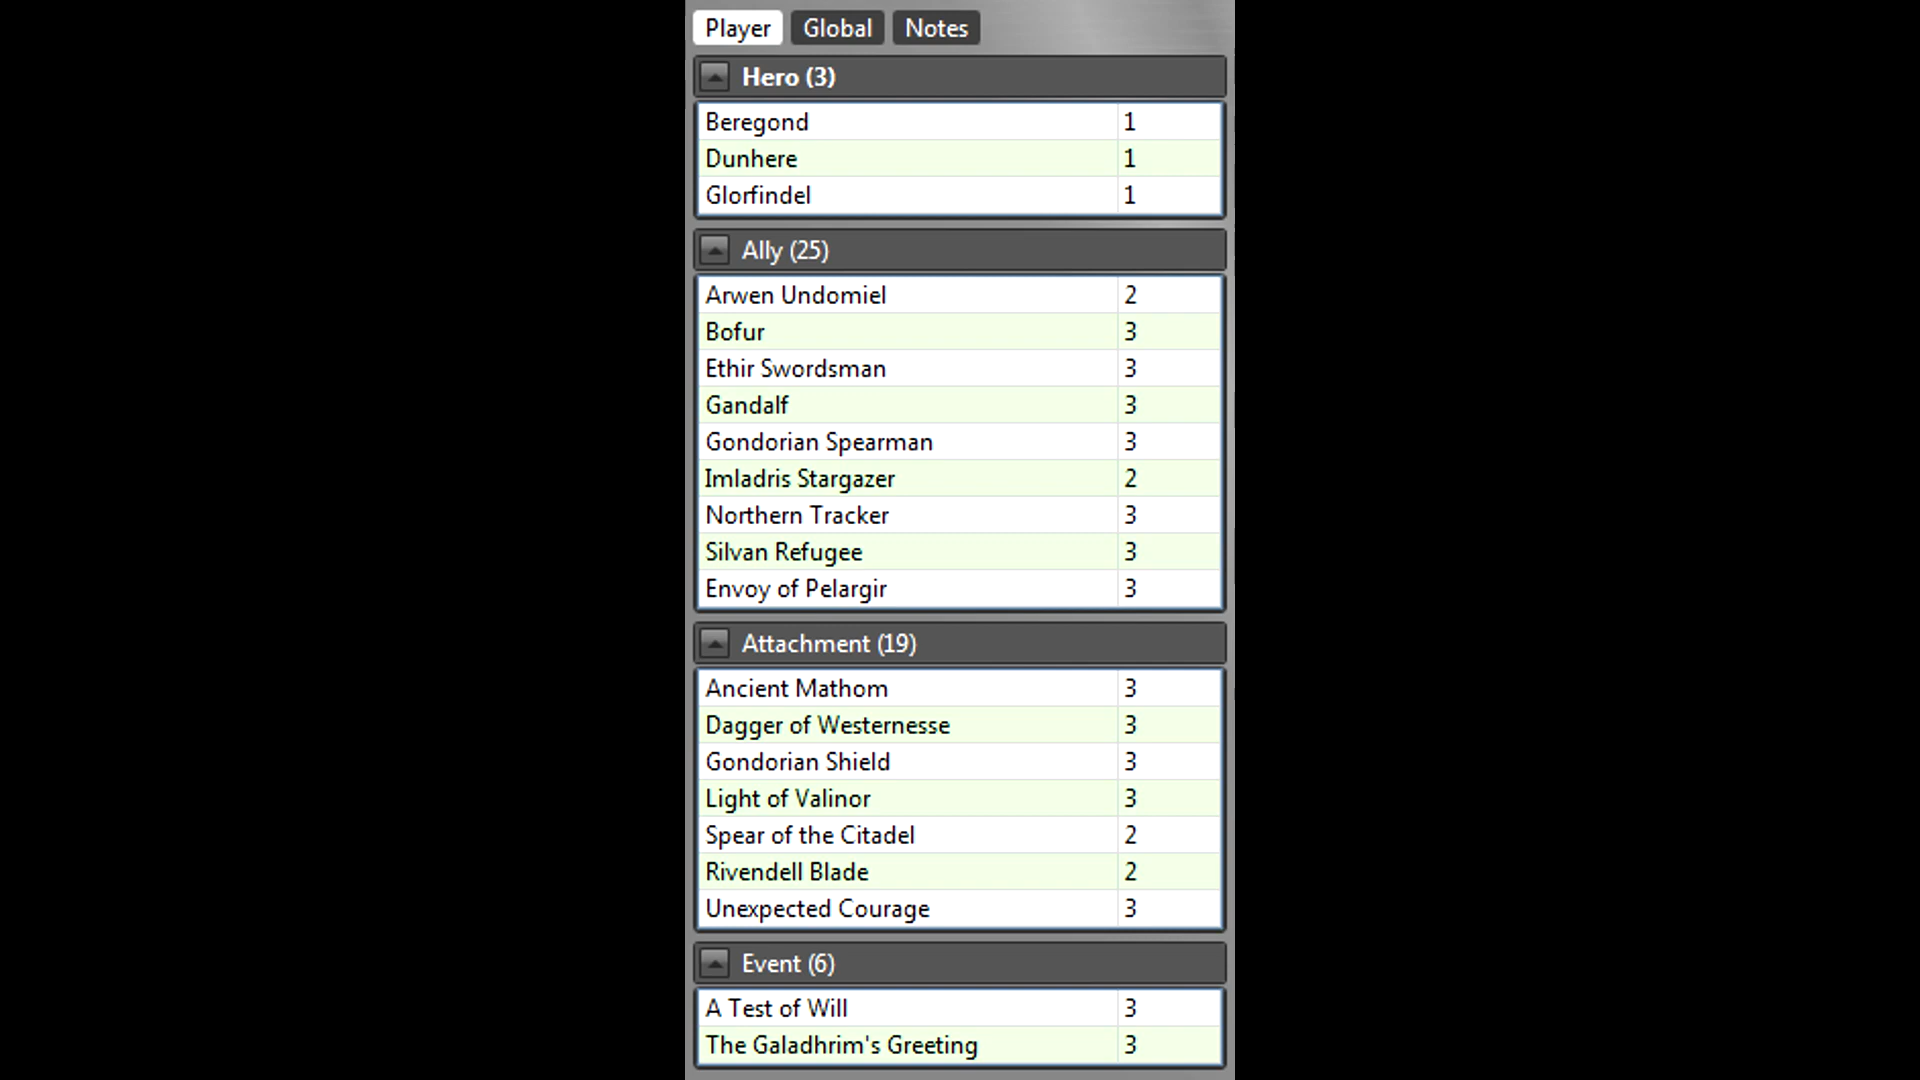 Player Global Notes
Hero (3)
Beregond 1
Dunhere 1
Glorfindel 1
Ally (25)
Arwen Undomiel 2
Bofur 3
Ethir Swordsman 3
Gandalf 3
Gondorian Spearman 3
Imladris Stargazer 2
Northern Tracker 3
Silvan Refugee 3
Envoy of Pelargir 3
Attachment (19)
Ancient Mathom 3
Dagger of Westernesse 3
Gondorian Shield 3
Light of Valinor 3
Spear of the Citadel 2
Rivendell Blade 2
Unexpected Courage 3
Event (6)
A Test of Will 3
The Galadhrim's Greeting 3